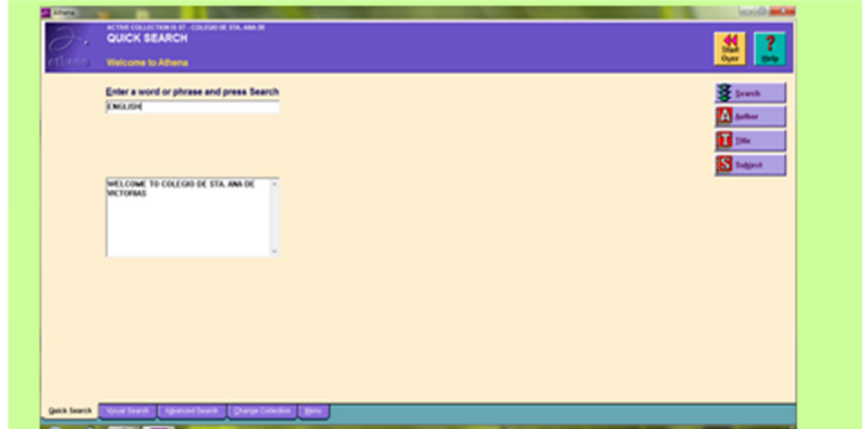 Athena
ACTIVE COLLECTION IS ST - COLEGIO DE STA. ANA DE
QUICK SEARCH
athena
Welcome to Athena
Start Over
Help
Enter a word or phrase and press Search
ENGLISH
Search
Author
Title
Subject
WELCOME TO COLEGIO DE STA. ANA DE
VICTORIAS
Quick Search
Visual Search
Advanced Search
Change Collection
Menu